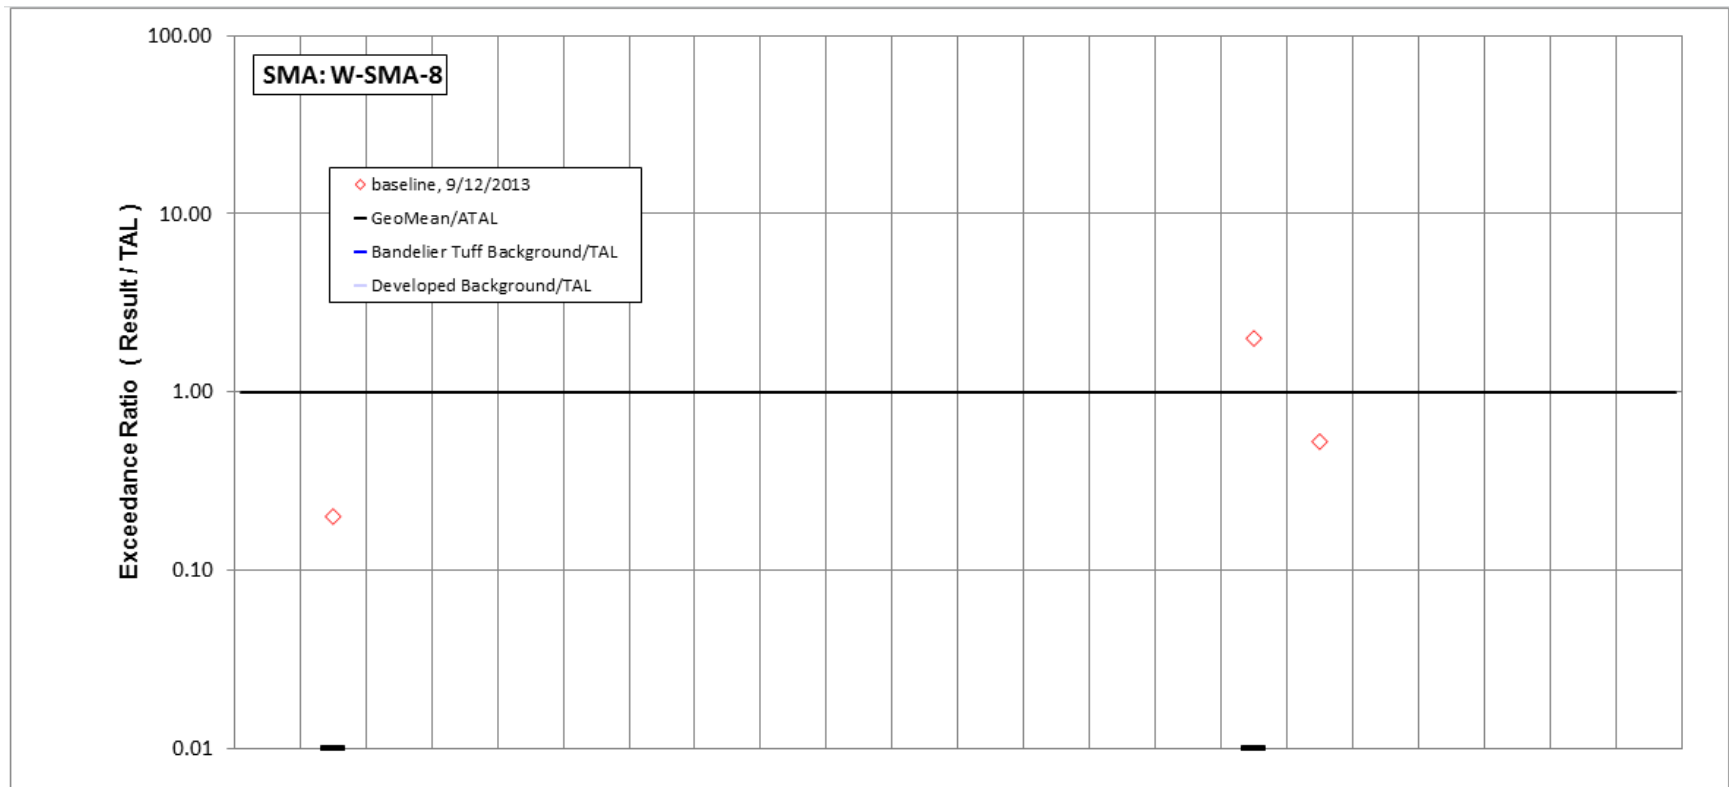 100.00
SMA: W-SMA-8
baseline, 9/12/2013
10.00
GeoMean/ATAL
Bandelier Tuff Background/TAL
Developed Background/TAL
Exceedance Ratio ( Result / TAL )
1.00
0.10
0.01